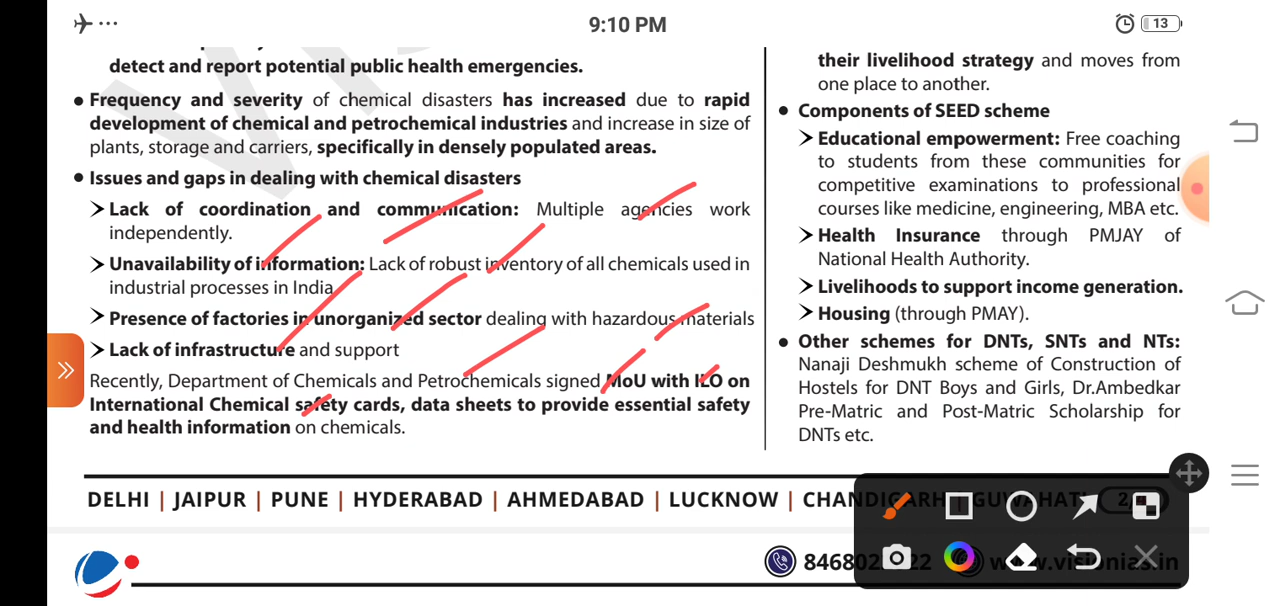 9:10 PM
13
detect and report potential public health emergencies.
• Frequency and severity of chemical disasters has increased due to rapid
development of chemical and petrochemical industries and increase in size of
plants, storage and carriers, specifically in densely populated areas.
• Issues and gaps in dealing with chemical disasters
➤ Lack of coordination and communication: Multiple agencies work
independently.
➤ Unavailability of information: Lack of robust inventory of all chemicals used in
industrial processes in India
➤ Presence of factories in unorganized sector dealing with hazardous materials
➤ Lack of infrastructure and support
Recently, Department of Chemicals and Petrochemicals signed MoU with ILO on
International Chemical safety cards, data sheets to provide essential safety
and health information on chemicals.
their livelihood strategy and moves from
one place to another.
• Components of SEED scheme
➤ Educational empowerment: Free coaching
to students from these communities for
competitive examinations to professional
courses like medicine, engineering, MBA etc.
➤ Health Insurance through PMJAY of
National Health Authority.
➤ Livelihoods to support income generation.
➤ Housing (through PMAY).
• Other schemes for DNTs, SNTs and NTs:
Nanaji Deshmukh scheme of Construction of
Hostels for DNT Boys and Girls, Dr.Ambedkar
Pre-Matric and Post-Matric Scholarship for
DNTs etc.
DELHI | JAIPUR | PUNE | HYDERABAD | AHMEDABAD | LUCKNOW | CHANDIGARH | GUWAHATI